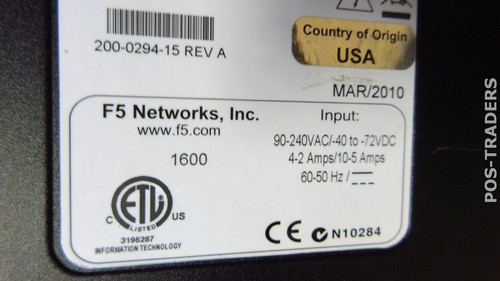 200-0294-15 REV A
Country of Origin
USA
MAR/2010
F5 Networks, Inc.
www.f5.com
1600
Input:
90-240VAC/-40 to -72VDC
4-2 Amps/10-5 Amps
60-50 Hz /
C ETL US
LISTED
3196287
INFORMATION TECHNOLOGY
CE N10284
POS-TRADERS